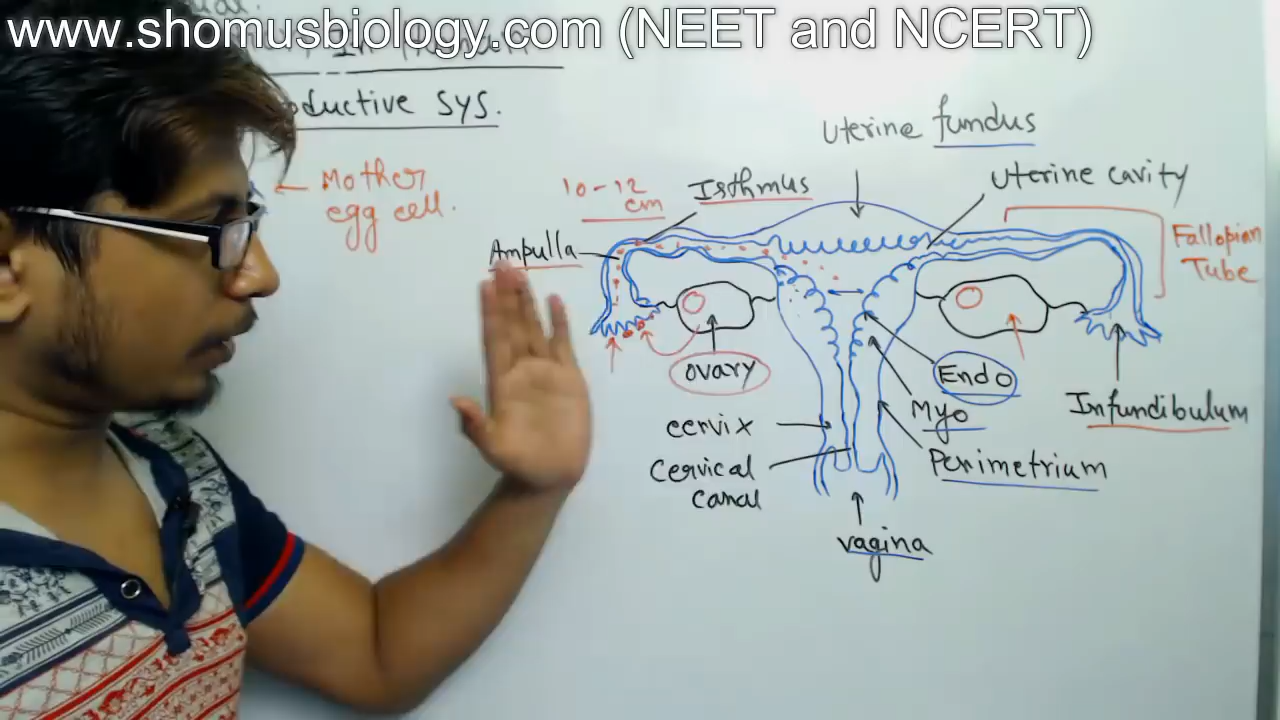 www.shomusbiology.com (NEET and NCERT)
oductive sys.
Mother
egg cell.
Uterine fundus
10-12
cm
Isthmus
Uterine cavity
Ampulla
Fallopian
Tube
ovary
Endo
Myo
Infundibulum
cervix
Perimetrium
Cervical
canal
vagina